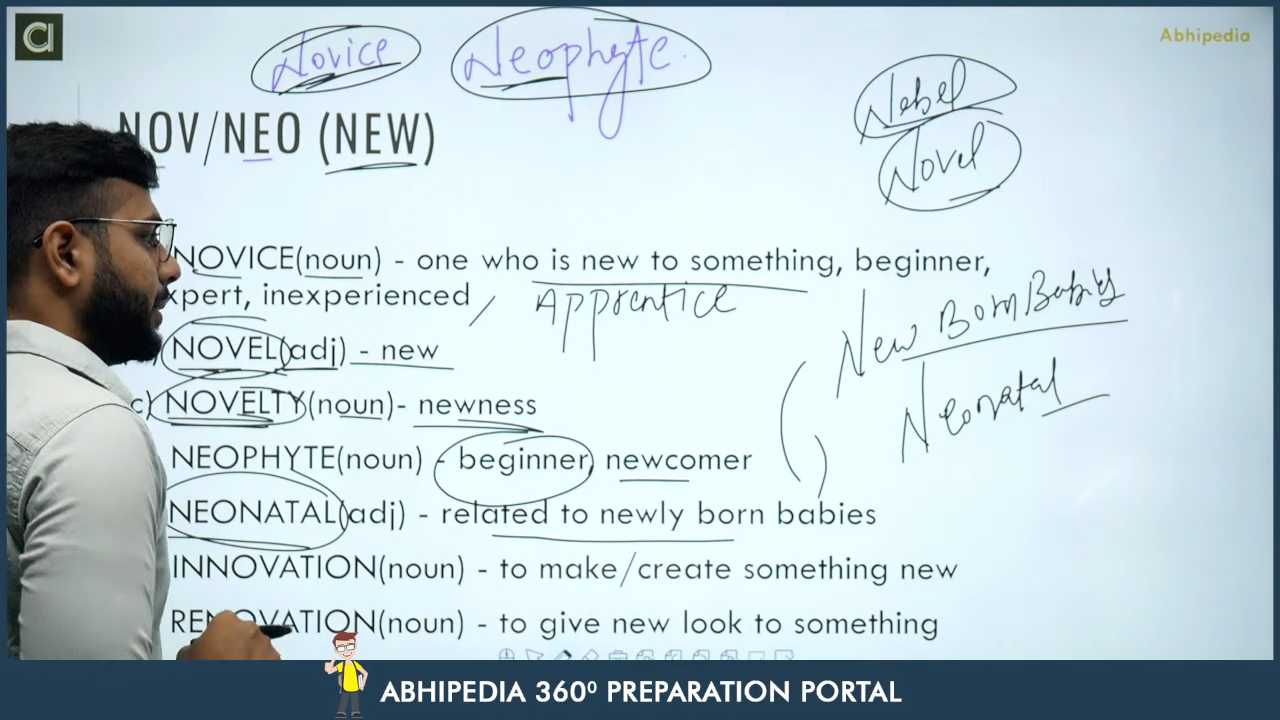 CI
Abhipedia
Novice Neophyte.
Nebel
Novel
NOV/NEO (NEW)
NOVICE(noun) - one who is new to something, beginner,
xpert, inexperienced / Apprentice
New Born Babies
NOVEL(adj) - new
Neonatal
c) NOVELTY(noun)- newness
NEOPHYTE(noun) - beginner, newcomer
NEONATAL(adj) - related to newly born babies
INNOVATION(noun) - to make/create something new
RENOVATION(noun) - to give new look to something
ABHIPEDIA 360⁰ PREPARATION PORTAL